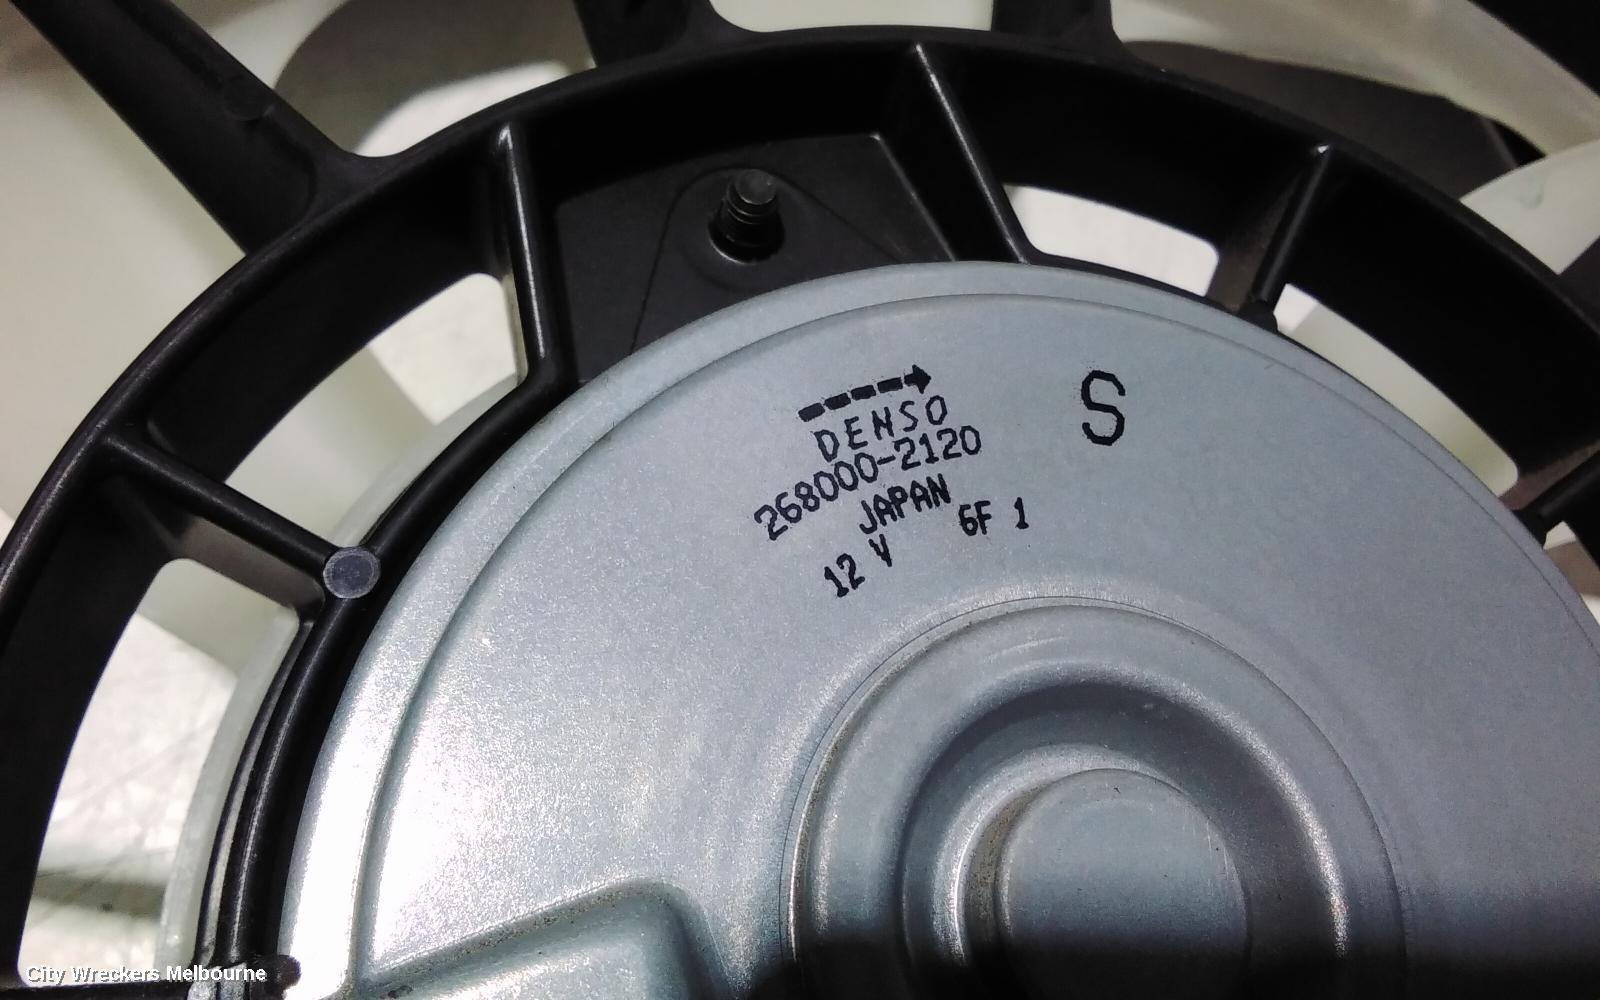 DENSO
S
268000-2120
JAPAN
12 V 6F 1
City Wreckers Melbourne